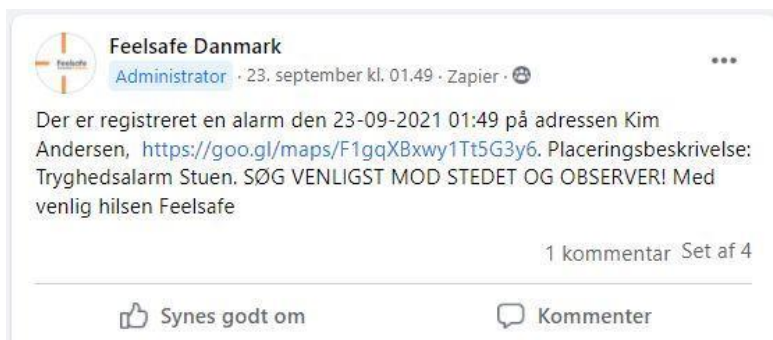 Feelsafe
Feelsafe Danmark
Administrator · 23. september kl. 01.49 · Zapier ·
Der er registreret en alarm den 23-09-2021 01:49 på adressen Kim
Andersen, https://goo.gl/maps/F1gqXBxwy1Tt5G3y6. Placeringsbeskrivelse:
Tryghedsalarm Stuen. SØG VENLIGST MOD STEDET OG OBSERVER! Med
venlig hilsen Feelsafe
1 kommentar Set af 4
Synes godt om
Kommenter